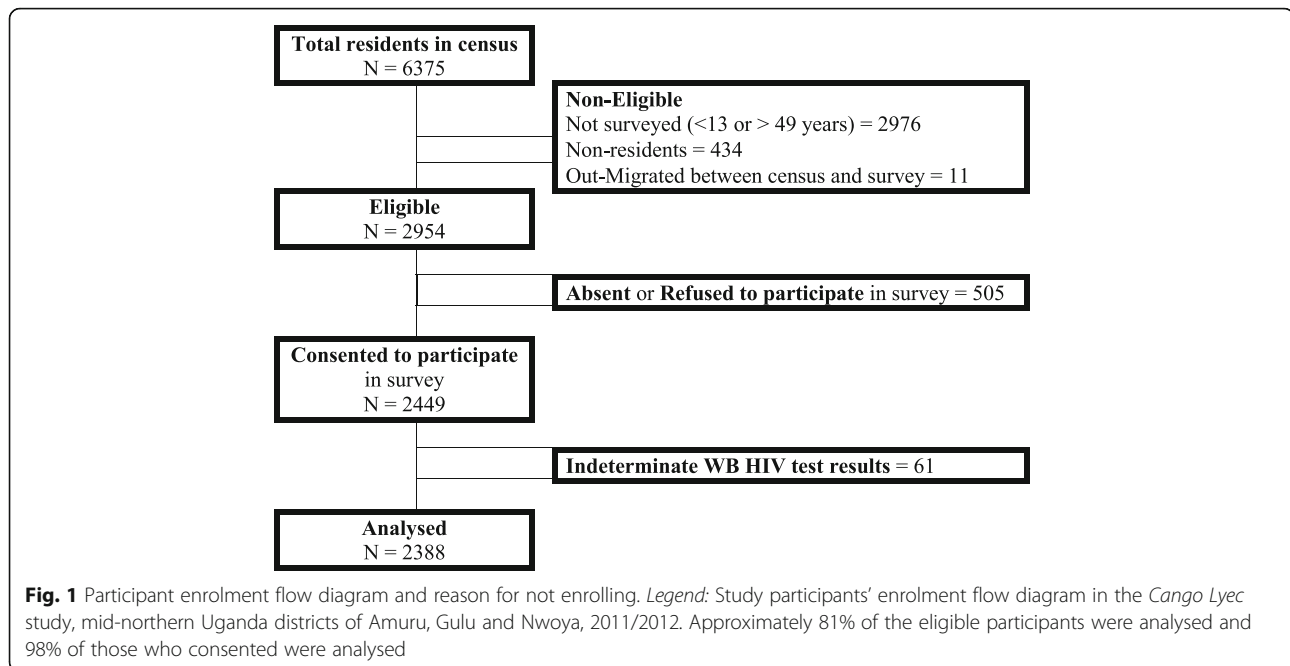 Total residents in census
N = 6375
Non-Eligible
Not surveyed (<13 or > 49 years) = 2976
Non-residents = 434
Out-Migrated between census and survey = 11
Eligible
N = 2954
Absent or Refused to participate in survey = 505
Consented to participate
in survey
N = 2449
Indeterminate WB HIV test results = 61
Analysed
N = 2388
Fig. 1 Participant enrolment flow diagram and reason for not enrolling. Legend: Study participants’ enrolment flow diagram in the Cango Lyec
study, mid-northern Uganda districts of Amuru, Gulu and Nwoya, 2011/2012. Approximately 81% of the eligible participants were analysed and
98% of those who consented were analysed